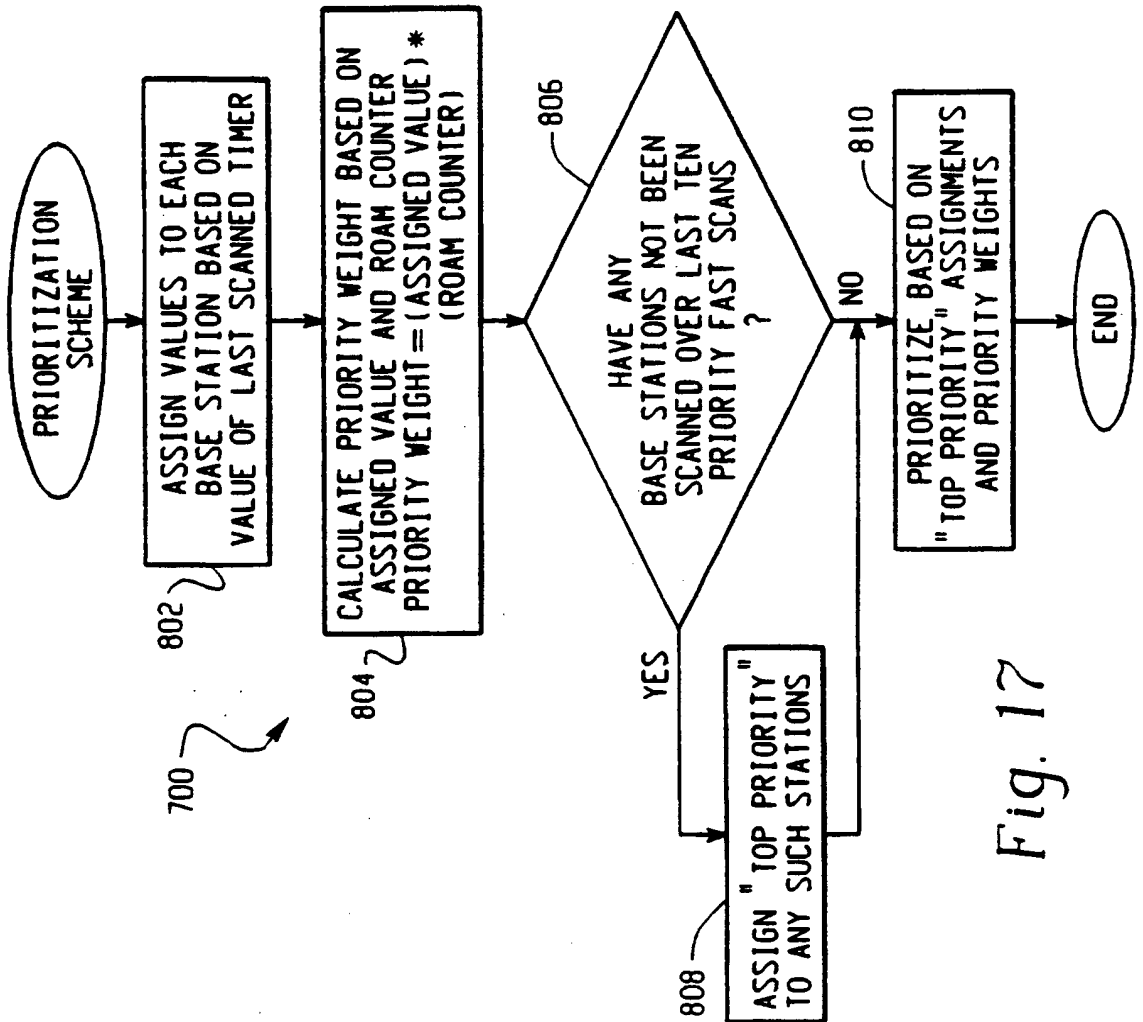 PRIORITIZATION
SCHEME
700
802
ASSIGN VALUES TO EACH
BASE STATION BASED ON
VALUE OF LAST SCANNED TIMER
804
CALCULATE PRIORITY WEIGHT BASED ON
ASSIGNED VALUE AND ROAM COUNTER
PRIORITY WEIGHT = (ASSIGNED VALUE) *
(ROAM COUNTER)
806
HAVE ANY
BASE STATIONS NOT BEEN
SCANNED OVER LAST TEN
PRIORITY FAST SCANS
?
YES
NO
808
ASSIGN "TOP PRIORITY"
TO ANY SUCH STATIONS
810
PRIORITIZE BASED ON
"TOP PRIORITY" ASSIGNMENTS
AND PRIORITY WEIGHTS
END
Fig. 17